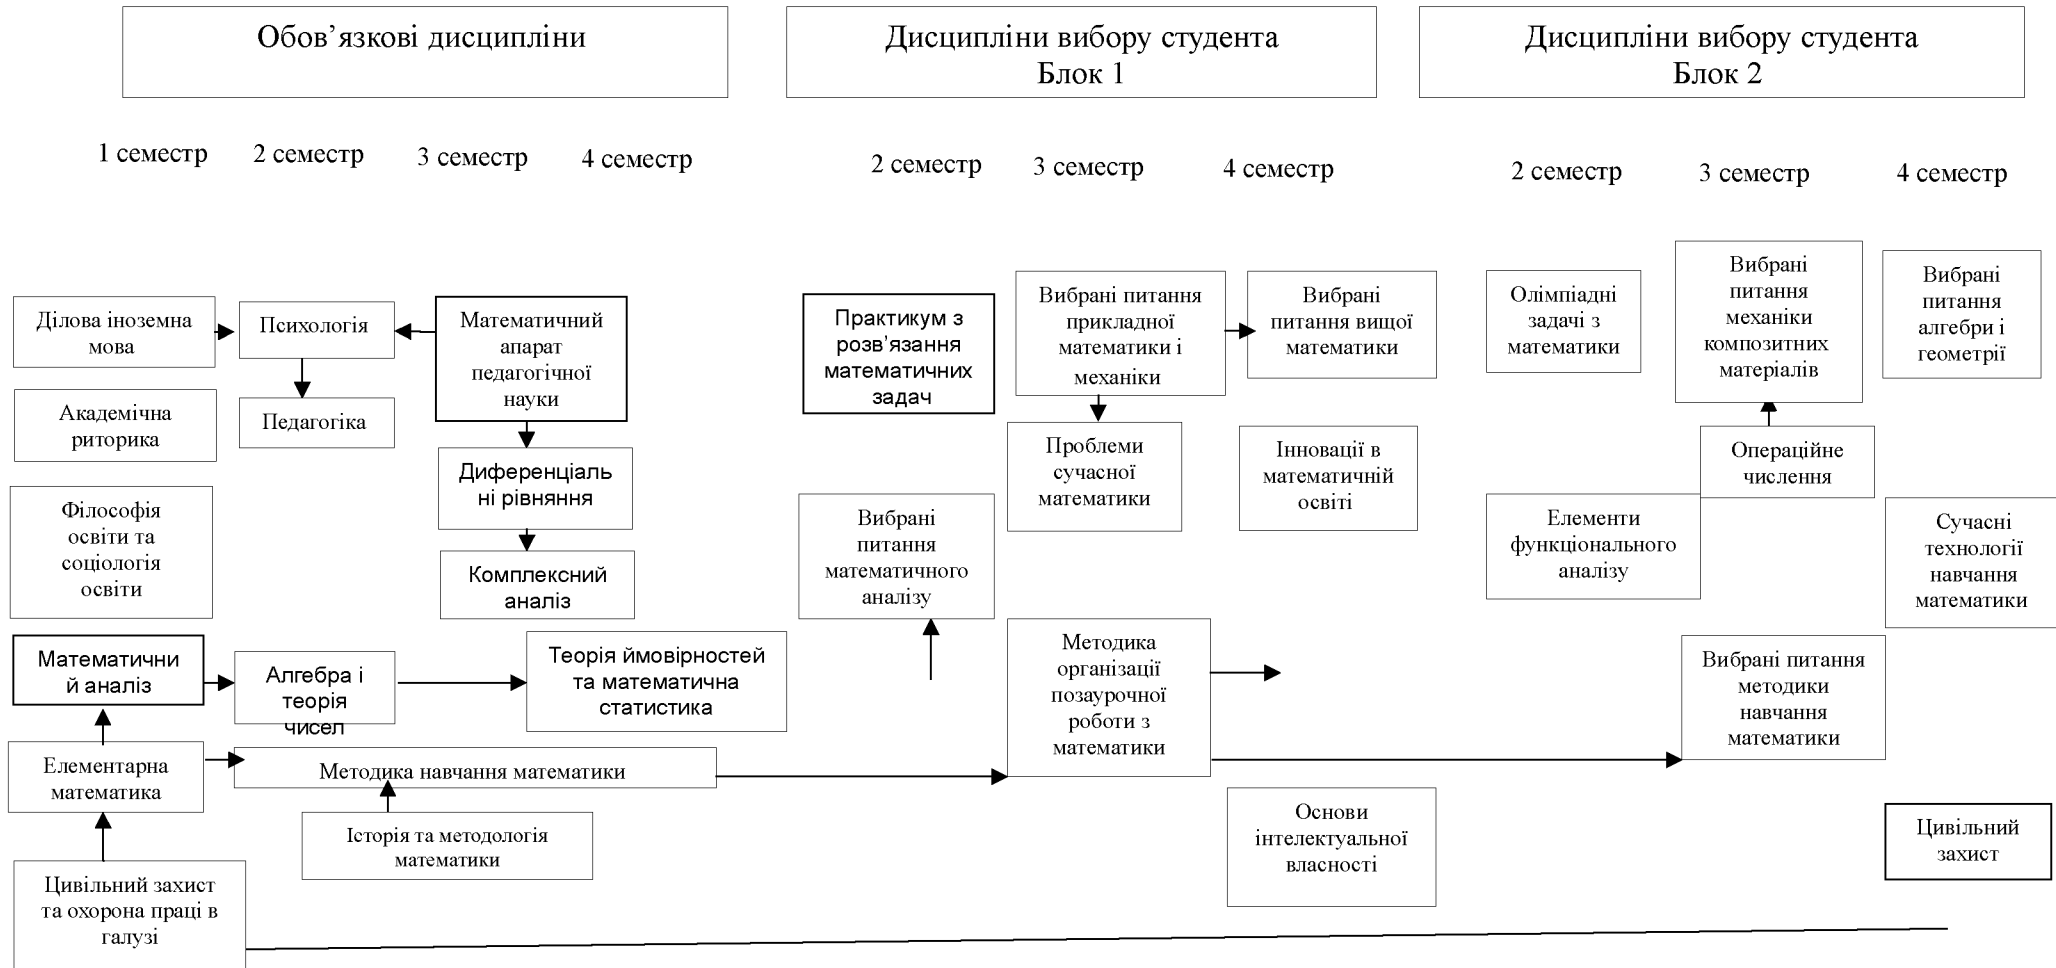 Обов’язкові дисципліни
Дисципліни вибору студента
Блок 1
Дисципліни вибору студента
Блок 2
1 семестр
2 семестр
3 семестр
4 семестр
2 семестр
3 семестр
4 семестр
2 семестр
3 семестр
4 семестр
Ділова іноземна
мова
Психологія
Математичний
апарат
педагогічної
науки
Академічна
риторика
Педагогіка
Диференціаль
ні рівняння
Філософія
освіти та
соціологія
освіти
Комплексний
аналіз
Математични
й аналіз
Алгебра і
теорія
чисел
Теорія ймовірностей
та математична
статистика
Елементарна
математика
Методика навчання математики
Історія та методологія
математики
Цивільний захист
та охорона праці в
галузі
Практикум з
розв’язання
математичних
задач
Вибрані питання
прикладної
математики і
механіки
Вибрані
питання вищої
математики
Проблеми
сучасної
математики
Інновації в
математичній
освіті
Вибрані
питання
математичного
аналізу
Методика
організації
позаурочної
роботи з
математики
Основи
інтелектуальної
власності
Олімпіадні
задачі з
математики
Вибрані
питання
механіки
композитних
матеріалів
Вибрані
питання
алгебри і
геометрії
Операційне
числення
Елементи
функціонального
аналізу
Сучасні
технології
навчання
математики
Вибрані питання
методики
навчання
математики
Цивільний
захист